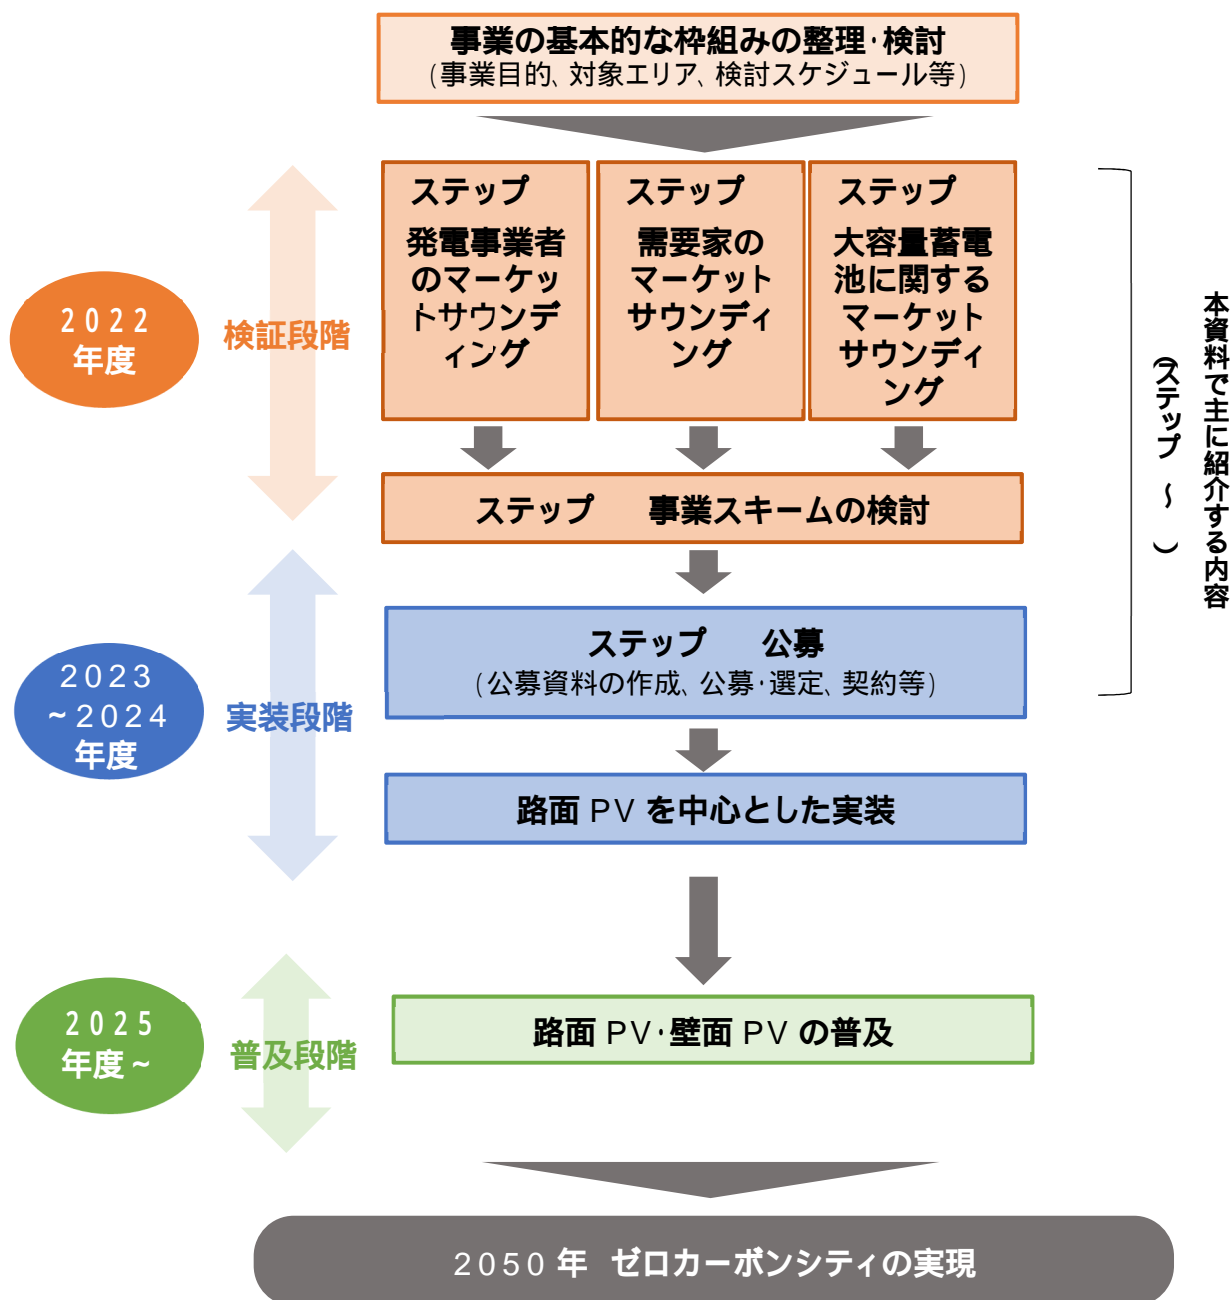 事業の基本的な枠組みの整理･検討
(事業目的、対象エリア、検討スケジュール等)
2022
年度
検証段階
ステップ
発電事業者
のマーケッ
トサウンデ
ィング
ステップ
需要家の
マーケット
サウンディ
ング
ステップ
大容量蓄電
池に関する
マーケット
サウンディ
ング
ステップ　事業スキームの検討
本資料で主に紹介する内容
(ステップ　～　)
2023
~2024
年度
実装段階
ステップ　公募
(公募資料の作成、公募･選定、契約等)
路面 PV を中心とした実装
2025
年度~
普及段階
路面 PV･壁面 PV の普及
2050年 ゼロカーボンシティの実現